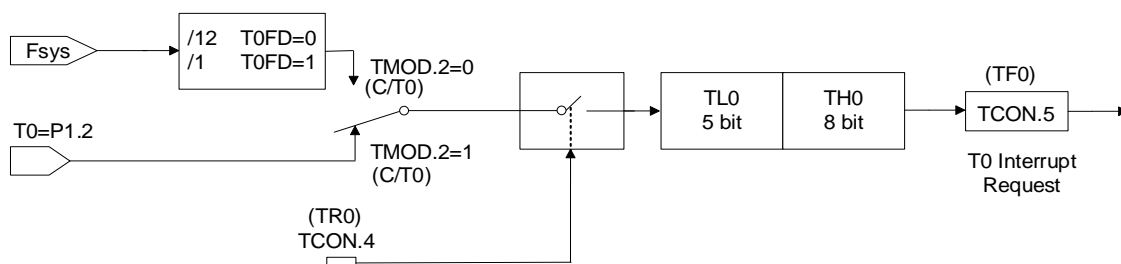 Fsys
/12 T0FD=0
/1 T0FD=1
TMOD.2=0
(C/T0)
T0=P1.2
TMOD.2=1
(C/T0)
(TR0)
TCON.4
TL0
5 bit
TH0
8 bit
(TF0)
TCON.5
T0 Interrupt
Request